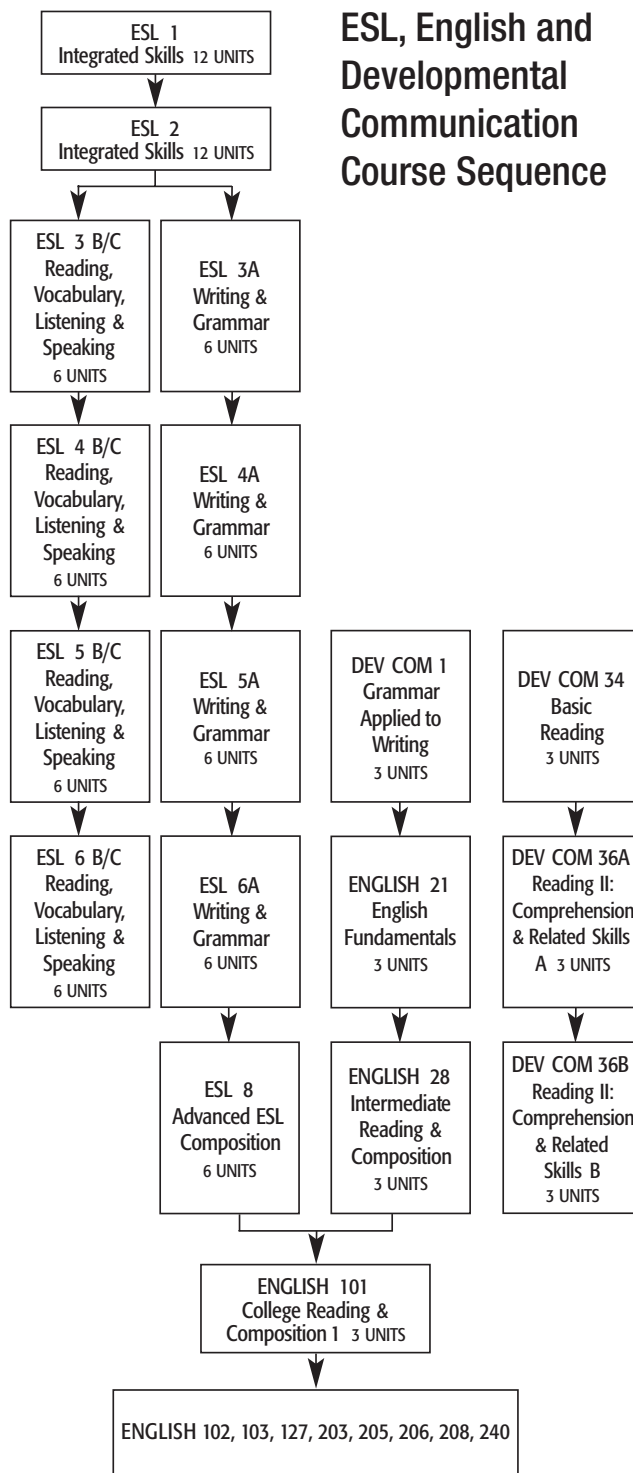 ESL, English and
Developmental
Communication
Course Sequence
ESL 1
Integrated Skills 12 UNITS
ESL 2
Integrated Skills 12 UNITS
ESL 3 B/C
Reading,
Vocabulary,
Listening &
Speaking
6 UNITS
ESL 3A
Writing &
Grammar
6 UNITS
ESL 4 B/C
Reading,
Vocabulary,
Listening &
Speaking
6 UNITS
ESL 4A
Writing &
Grammar
6 UNITS
ESL 5 B/C
Reading,
Vocabulary,
Listening &
Speaking
6 UNITS
ESL 5A
Writing &
Grammar
6 UNITS
DEV COM 1
Grammar
Applied to
Writing
3 UNITS
DEV COM 34
Basic
Reading
3 UNITS
ESL 6 B/C
Reading,
Vocabulary,
Listening &
Speaking
6 UNITS
ESL 6A
Writing &
Grammar
6 UNITS
ENGLISH 21
English
Fundamentals
3 UNITS
DEV COM 36A
Reading II:
Comprehension
& Related Skills
A 3 UNITS
ESL 8
Advanced ESL
Composition
6 UNITS
ENGLISH 28
Intermediate
Reading &
Composition
3 UNITS
DEV COM 36B
Reading II:
Comprehension
& Related
Skills B
3 UNITS
ENGLISH 101
College Reading &
Composition 1 3 UNITS
ENGLISH 102, 103, 127, 203, 205, 206, 208, 240